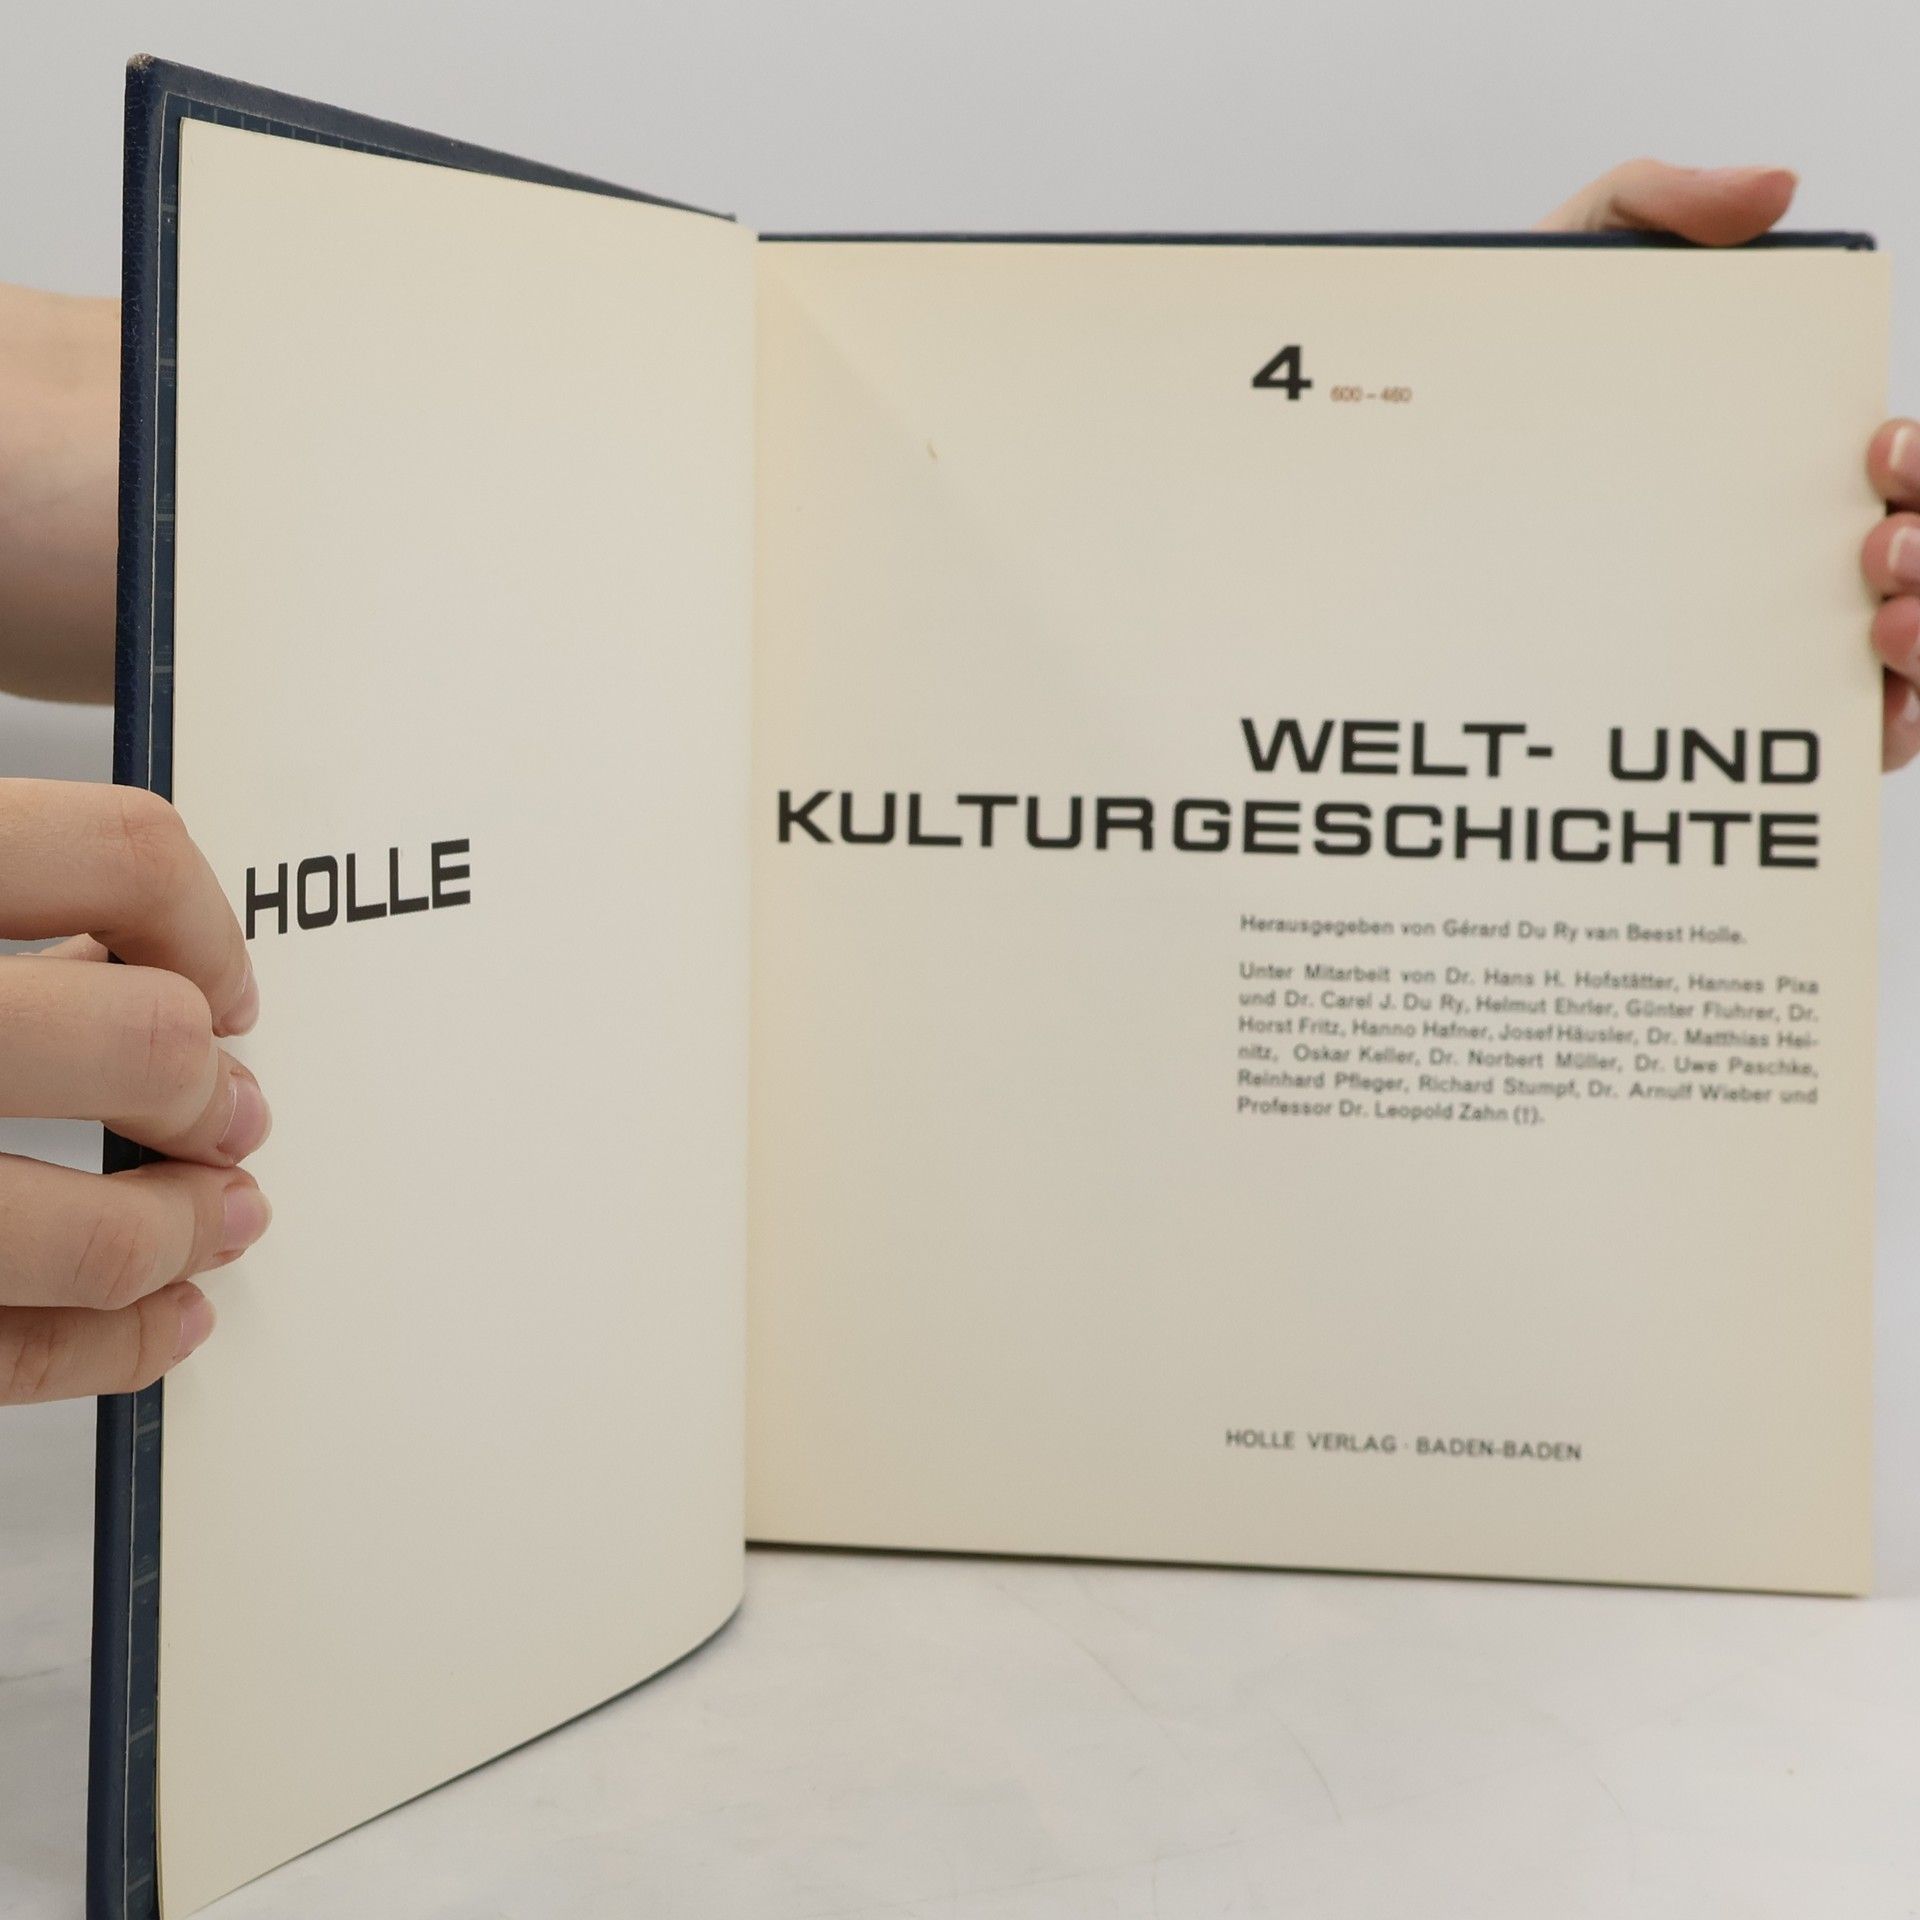 HOLLE
4 600-460
WELT- UND
KULTURGESCHICHTE
Herausgegeben von Gérard Du Ry van Beest Holle.
Unter Mitarbeit von Dr. Hans H. Hofstätter, Hannes Pixa
und Dr. Carel J. Du Ry, Helmut Ehrler, Günter Fluhrer, Dr.
Horst Fritz, Hanno Hafner, Josef Häusler, Dr. Matthias Hei-
nitz, Oskar Keller, Dr. Norbert Müller, Dr. Uwe Paschke,
Reinhard Pfleger, Richard Stumpf, Dr. Arnulf Wieber und
Professor Dr. Leopold Zahn (†).
HOLLE VERLAG · BADEN-BADEN